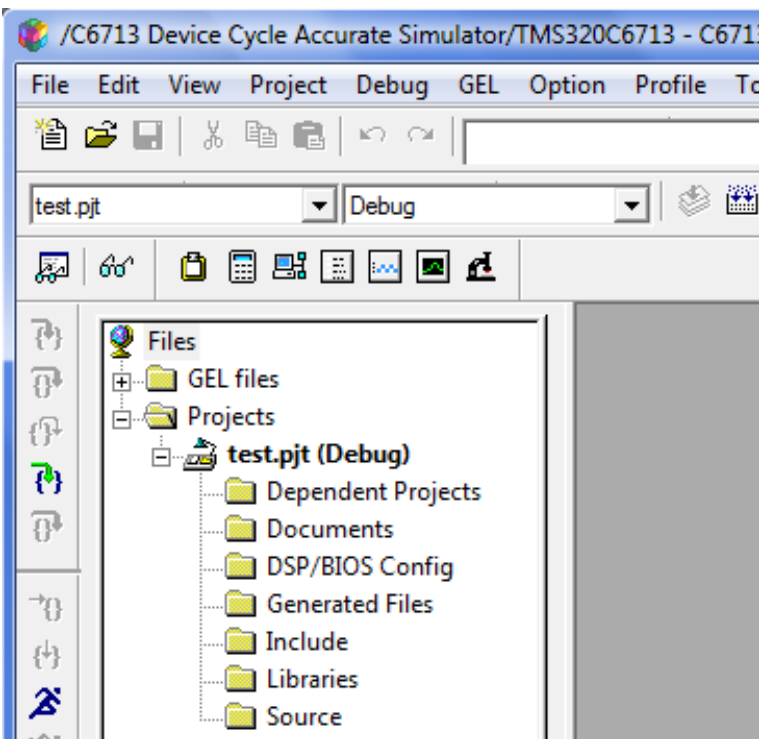 /C6713 Device Cycle Accurate Simulator/TMS320C6713 - C671
File Edit View Project Debug GEL Option Profile To
test.pjt Debug
Files
GEL files
Projects
test.pjt (Debug)
Dependent Projects
Documents
DSP/BIOS Config
Generated Files
Include
Libraries
Source